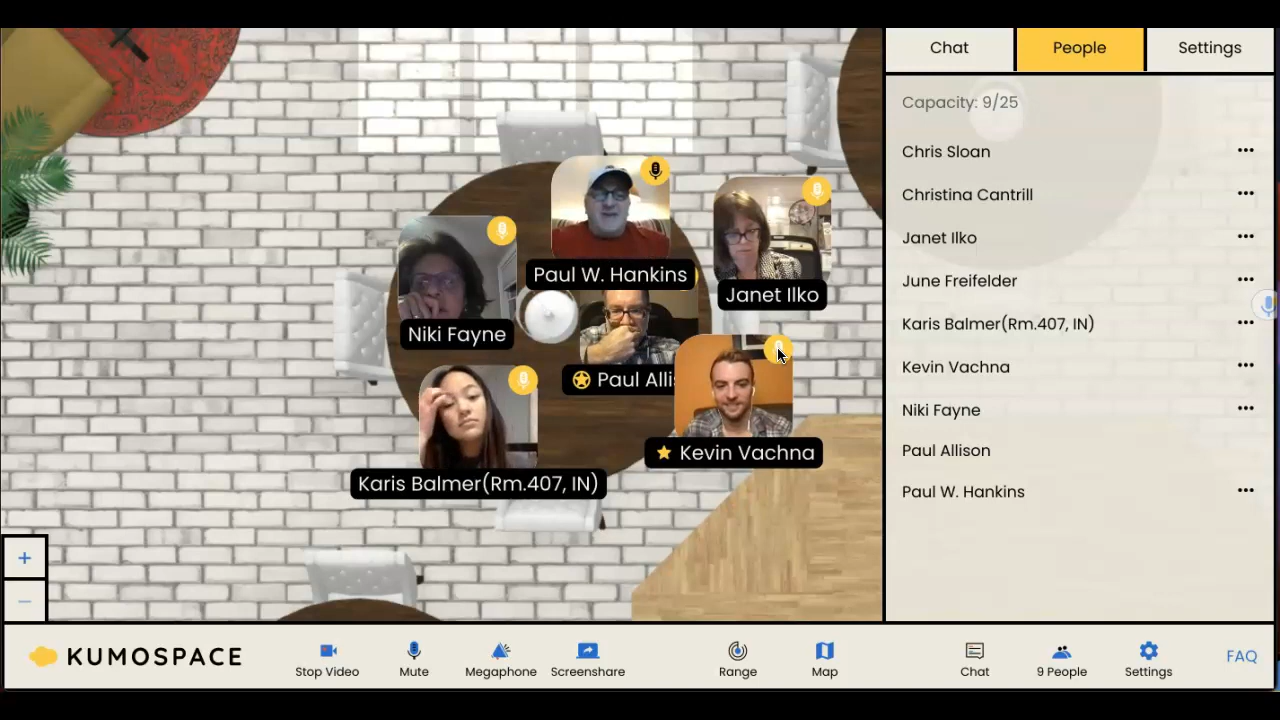 Chat
People
Settings
Capacity: 9/25
Chris Sloan
Christina Cantrill
Janet Ilko
June Freifelder
Karis Balmer(Rm.407, IN)
Kevin Vachna
Niki Fayne
Paul Allison
Paul W. Hankins
Paul W. Hankins
Janet Ilko
Niki Fayne
Paul Allis
Kevin Vachna
Karis Balmer(Rm.407, IN)
+
−
KUMOSPACE
Stop Video
Mute
Megaphone
Screenshare
Range
Map
Chat
9 People
Settings
FAQ